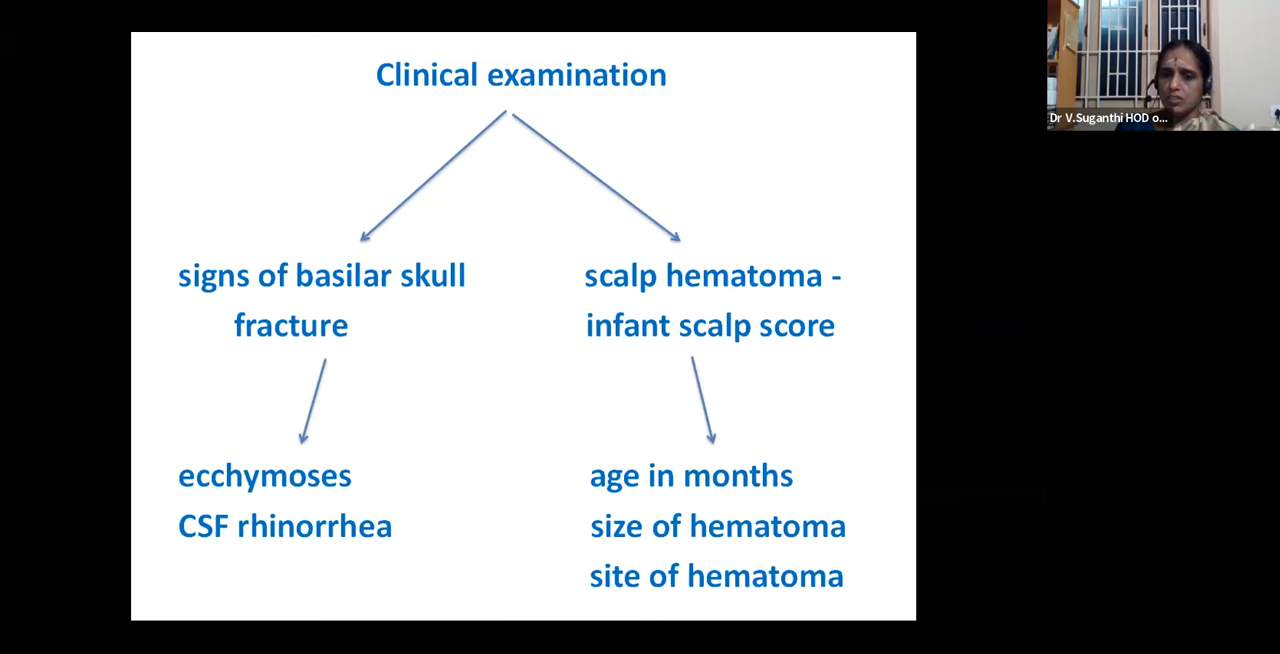 Clinical examination
signs of basilar skull
fracture
scalp hematoma -
infant scalp score
ecchymoses
CSF rhinorrhea
age in months
size of hematoma
site of hematoma
Dr V.Suganthi HOD o...